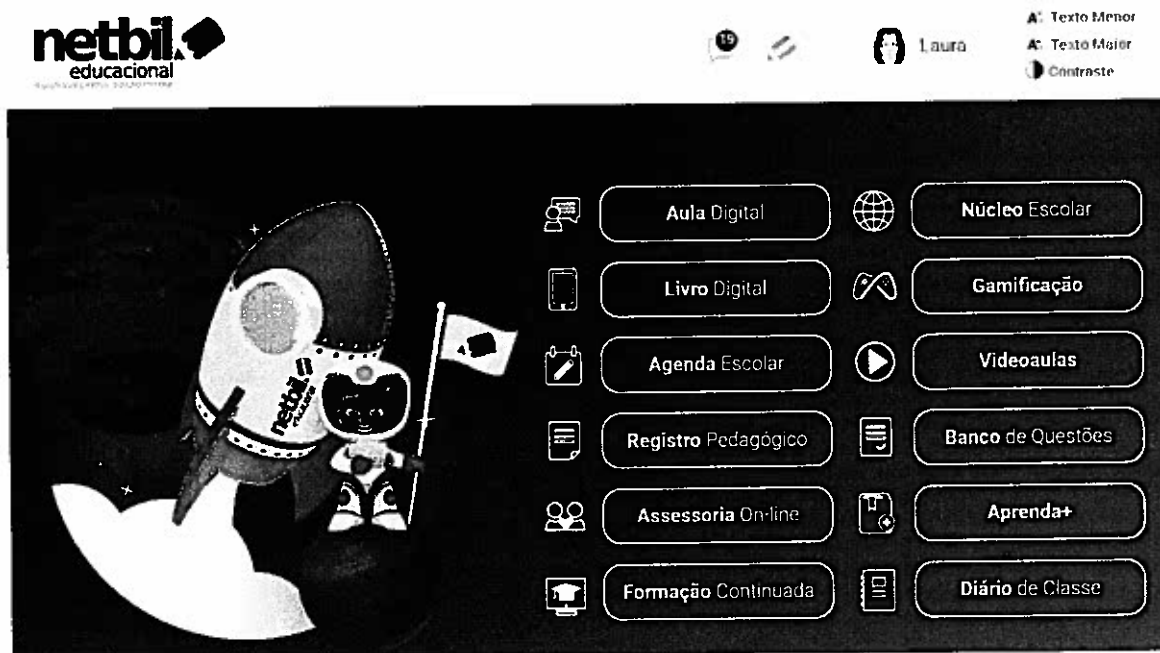 netbil
educacional
19
Laura
A- Texto Menor
A+ Texto Maior
Contraste
netbil
Aula Digital
Núcleo Escolar
Livro Digital
Gamificação
Agenda Escolar
Videoaulas
Registro Pedagógico
Banco de Questões
Assessoria On-line
Aprenda+
Formação Continuada
Diário de Classe